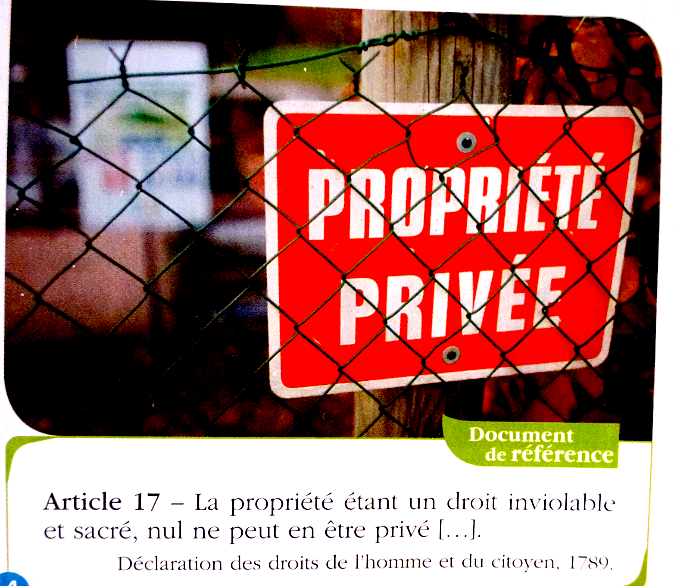 PROPRIÉTÉ
PRIVÉE
Document
de référence
Article 17 – La propriété étant un droit inviolable
et sacré, nul ne peut en être privé [...].
Déclaration des droits de l'homme et du citoyen, 1789.